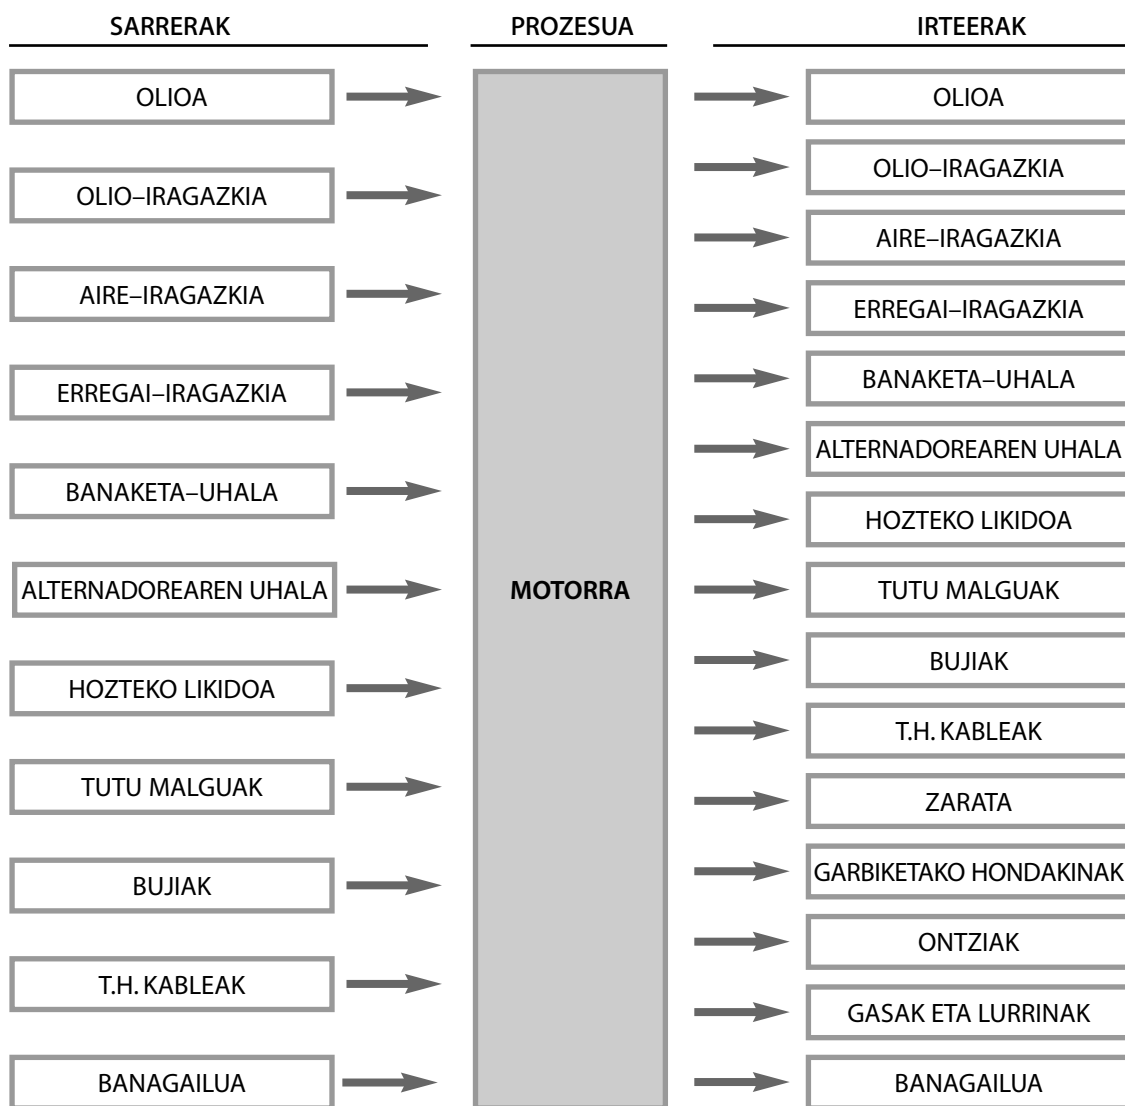 SARRERAK
PROZESUA
IRTEERAK
OLIOA
OLIO–IRAGAZKIA
AIRE–IRAGAZKIA
ERREGAI–IRAGAZKIA
BANAKETA–UHALA
ALTERNADOREAREN UHALA
HOZTEKO LIKIDOA
TUTU MALGUAK
BUJIAK
T.H. KABLEAK
BANAGAILUA
MOTORRA
OLIOA
OLIO–IRAGAZKIA
AIRE–IRAGAZKIA
ERREGAI–IRAGAZKIA
BANAKETA–UHALA
ALTERNADOREAREN UHALA
HOZTEKO LIKIDOA
TUTU MALGUAK
BUJIAK
T.H. KABLEAK
ZARATA
GARBIKETAKO HONDAKINAK
ONTZIAK
GASAK ETA LURRINAK
BANAGAILUA